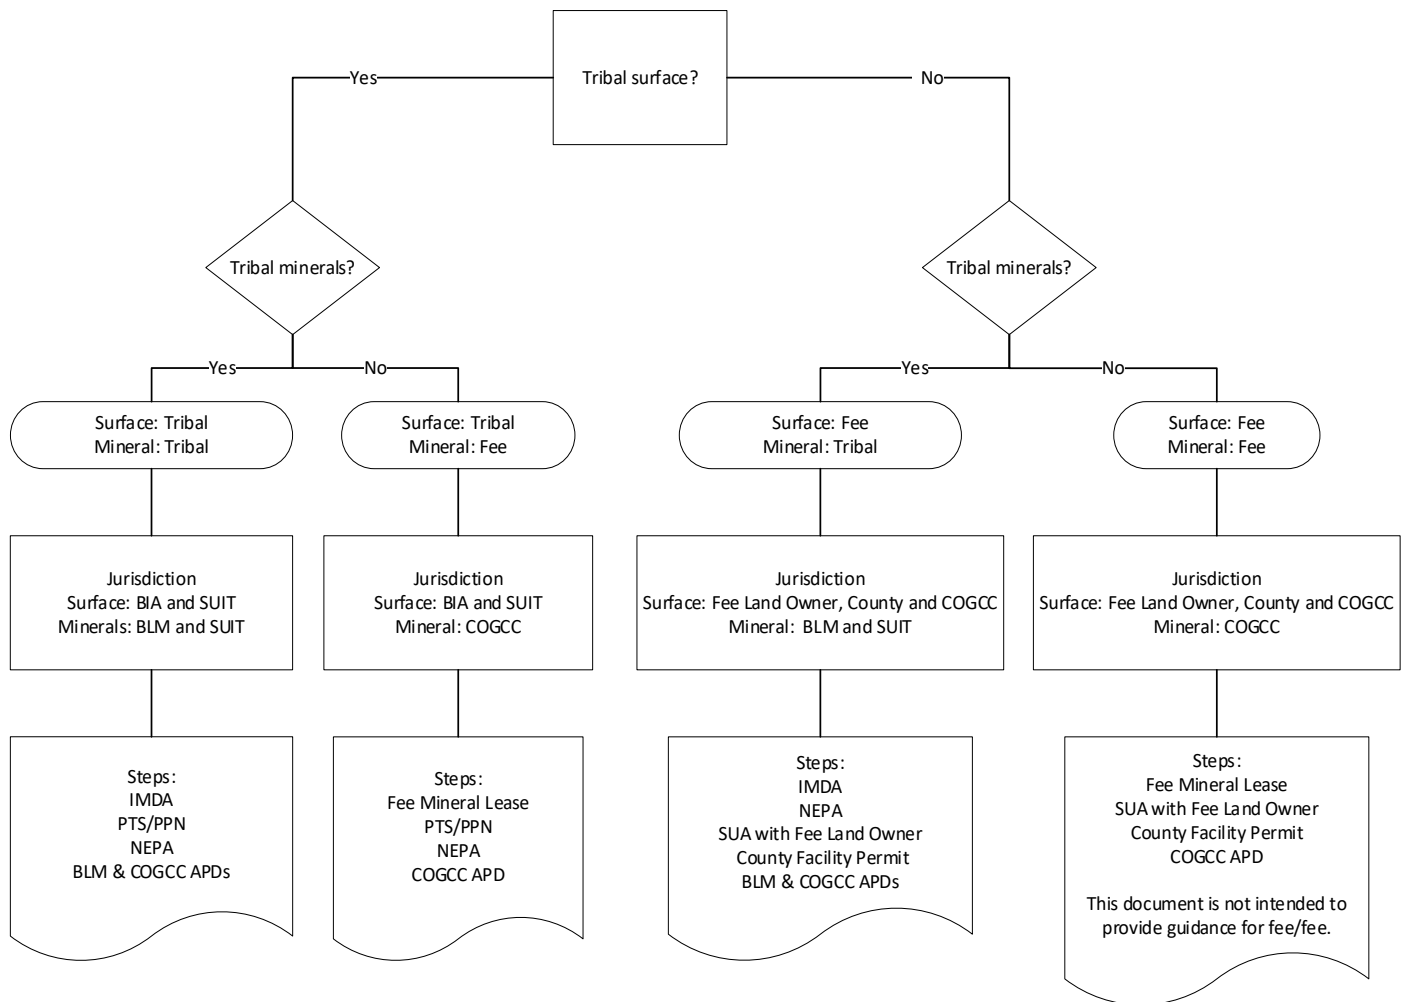 Tribal surface?
Yes
No
Tribal minerals?
Tribal minerals?
Yes
No
Yes
No
Surface: Tribal
Mineral: Tribal
Surface: Tribal
Mineral: Fee
Surface: Fee
Mineral: Tribal
Surface: Fee
Mineral: Fee
Jurisdiction
Surface: BIA and SUIT
Minerals: BLM and SUIT
Jurisdiction
Surface: BIA and SUIT
Mineral: COGCC
Jurisdiction
Surface: Fee Land Owner, County and COGCC
Mineral: BLM and SUIT
Jurisdiction
Surface: Fee Land Owner, County and COGCC
Mineral: COGCC
Steps:
IMDA
PTS/PPN
NEPA
BLM & COGCC APDs
Steps:
Fee Mineral Lease
PTS/PPN
NEPA
COGCC APD
Steps:
IMDA
NEPA
SUA with Fee Land Owner
County Facility Permit
BLM & COGCC APDs
Steps:
Fee Mineral Lease
SUA with Fee Land Owner
County Facility Permit
COGCC APD
This document is not intended to
provide guidance for fee/fee.